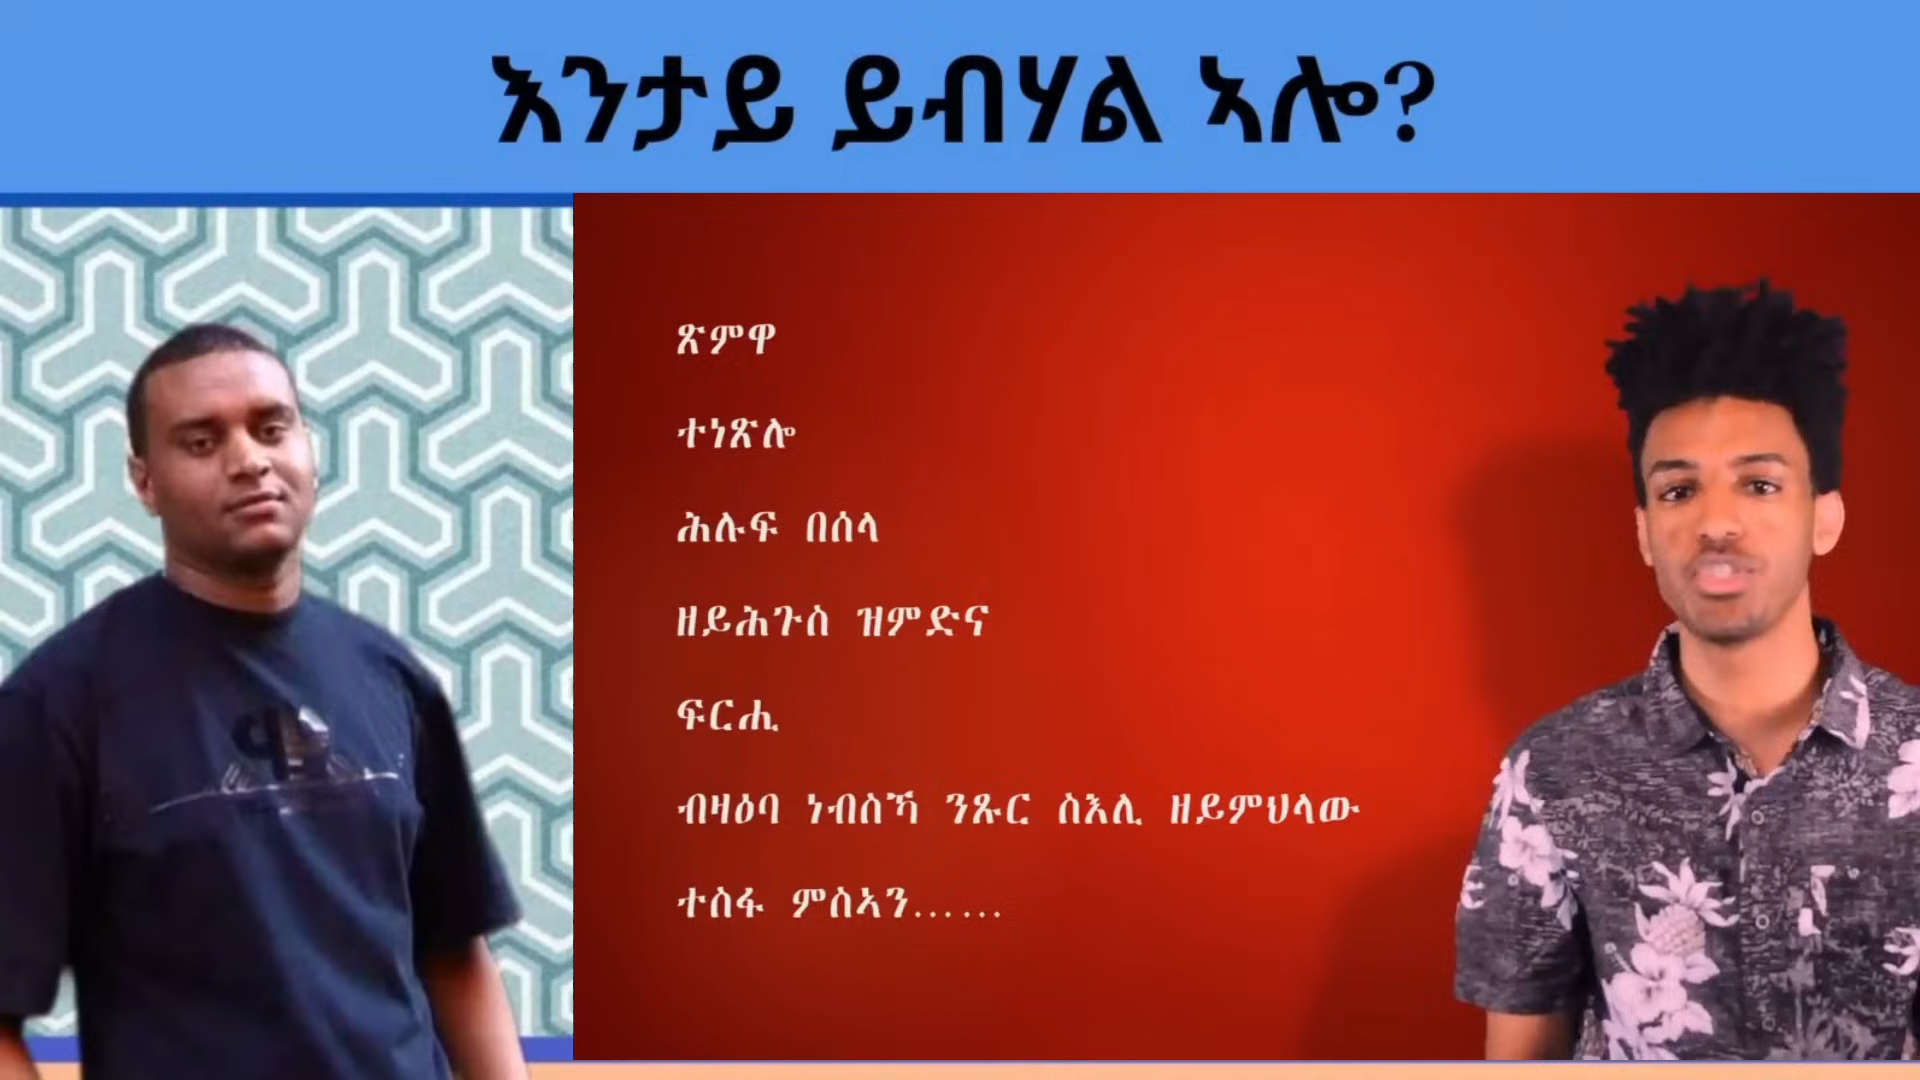 እንታይ ይብሃል ኣሎ?
ጽምዋ
ተነጽሎ
ሕሉፍ በሰላ
ዘይሕጉስ ዝምድና
ፍርሒ
ብዛዕባ ነብስኻ ንጹር ስእሊ ዘይምህላው
ተስፋ ምስኣን......